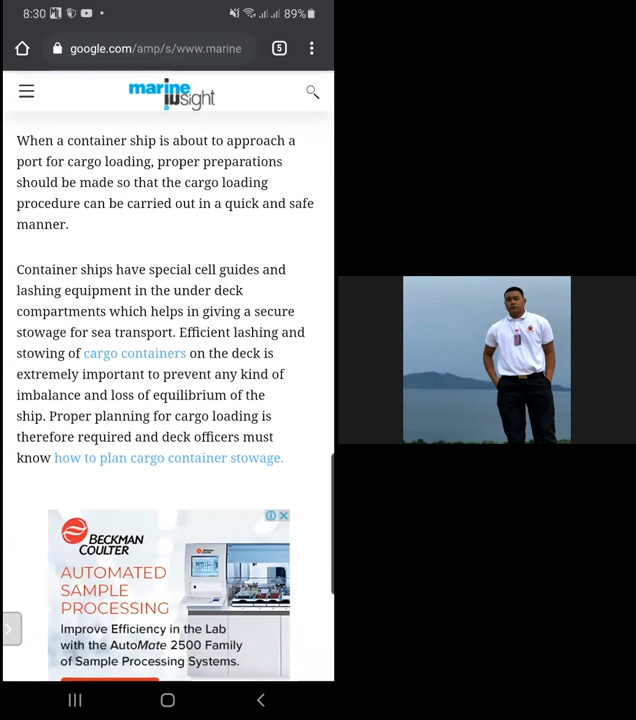 8:30
89%
google.com/amp/s/www.marine
5
marine
insight
When a container ship is about to approach a
port for cargo loading, proper preparations
should be made so that the cargo loading
procedure can be carried out in a quick and safe
manner.
Container ships have special cell guides and
lashing equipment in the under deck
compartments which helps in giving a secure
stowage for sea transport. Efficient lashing and
stowing of cargo containers on the deck is
extremely important to prevent any kind of
imbalance and loss of equilibrium of the
ship. Proper planning for cargo loading is
therefore required and deck officers must
know how to plan cargo container stowage.
BECKMAN
COULTER
AUTOMATED
SAMPLE
PROCESSING
Improve Efficiency in the Lab
with the AutoMate 2500 Family
of Sample Processing Systems.